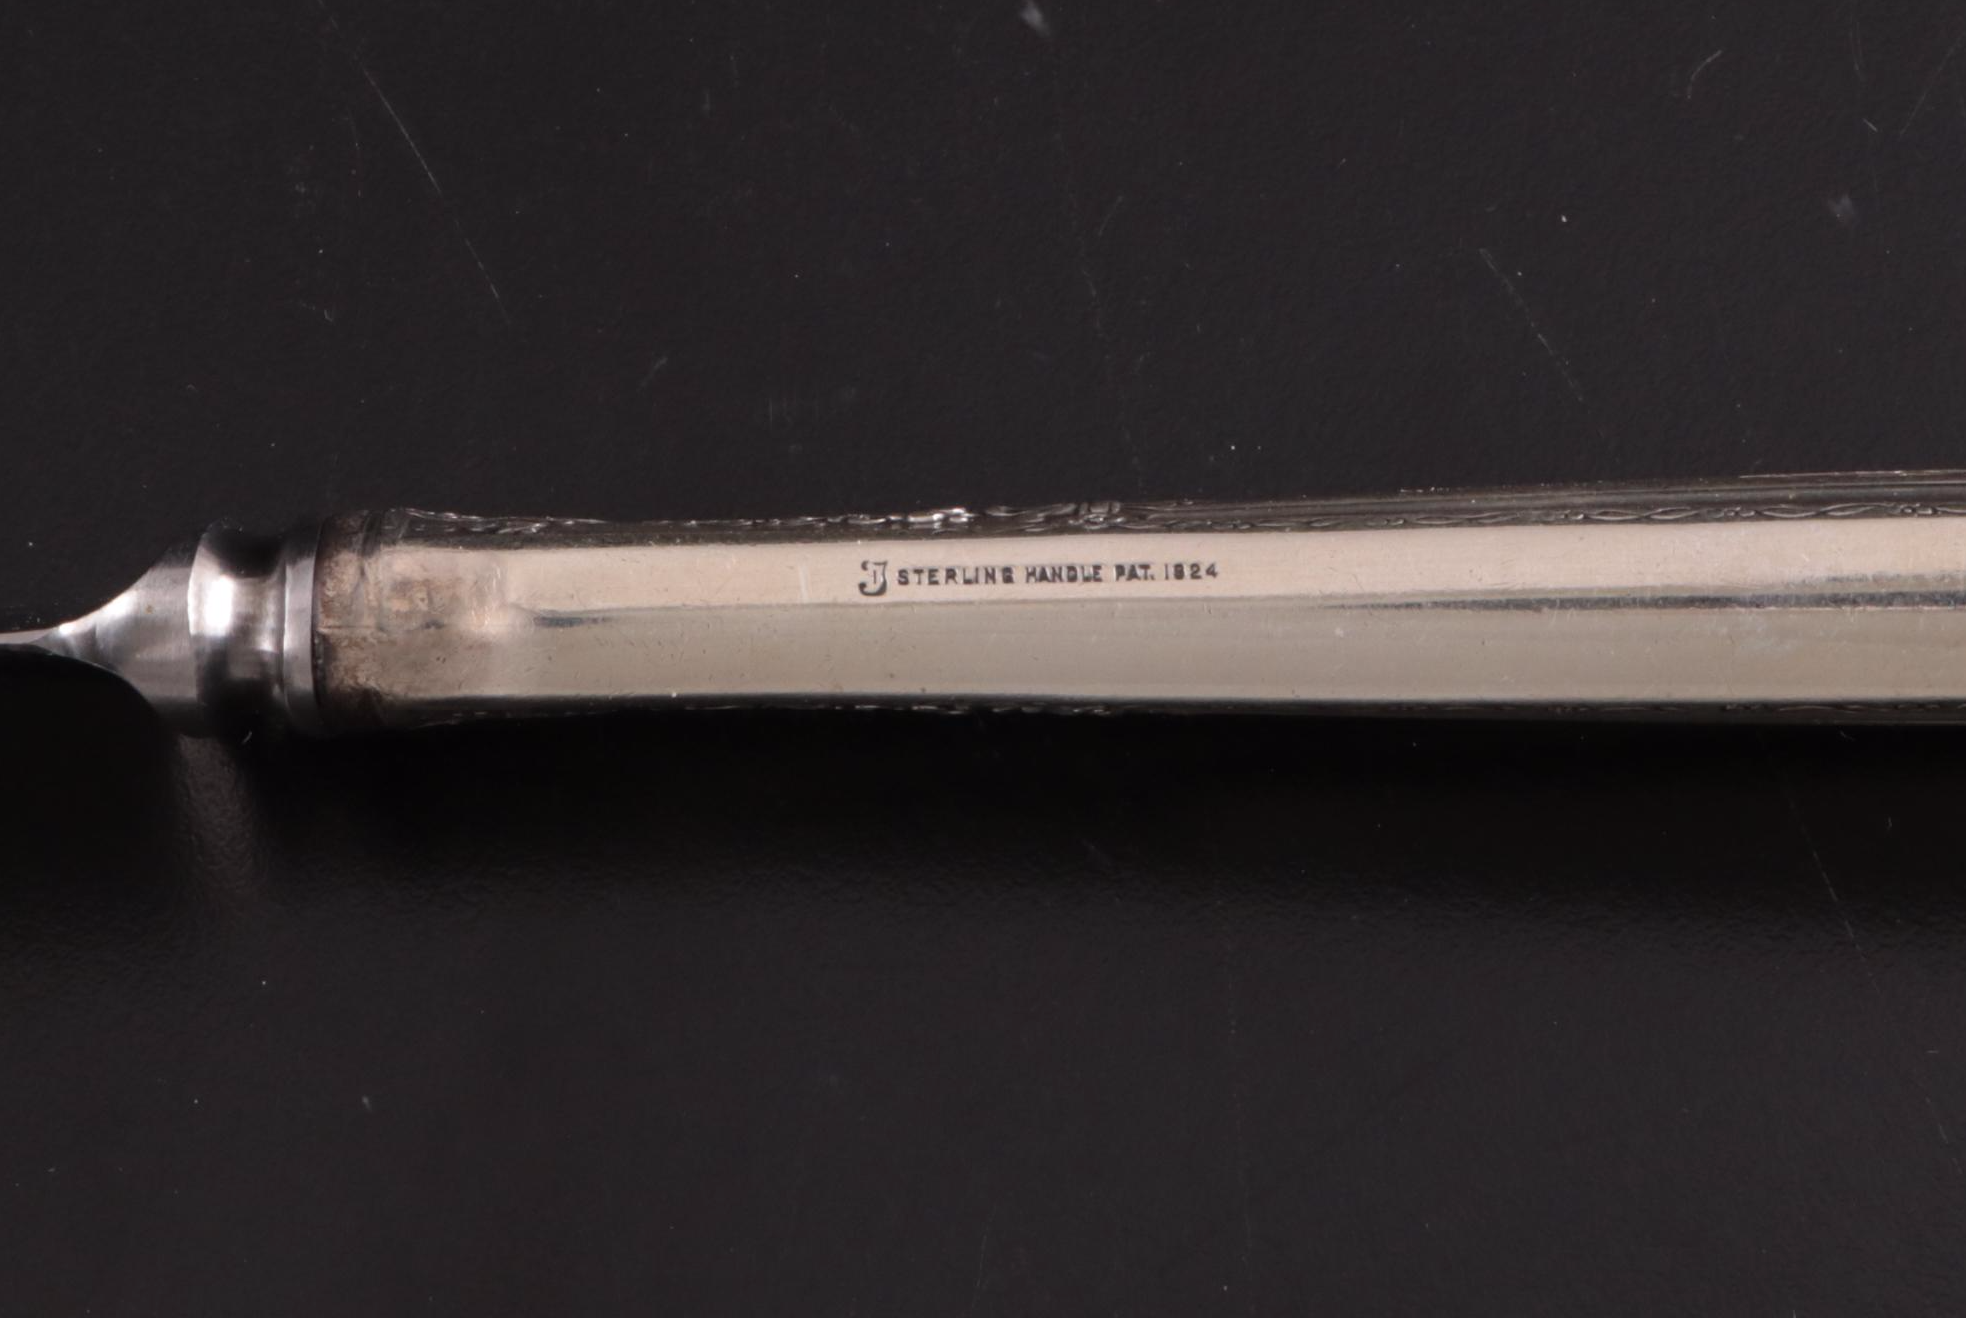 STERLING HANDLE PAT. 1924